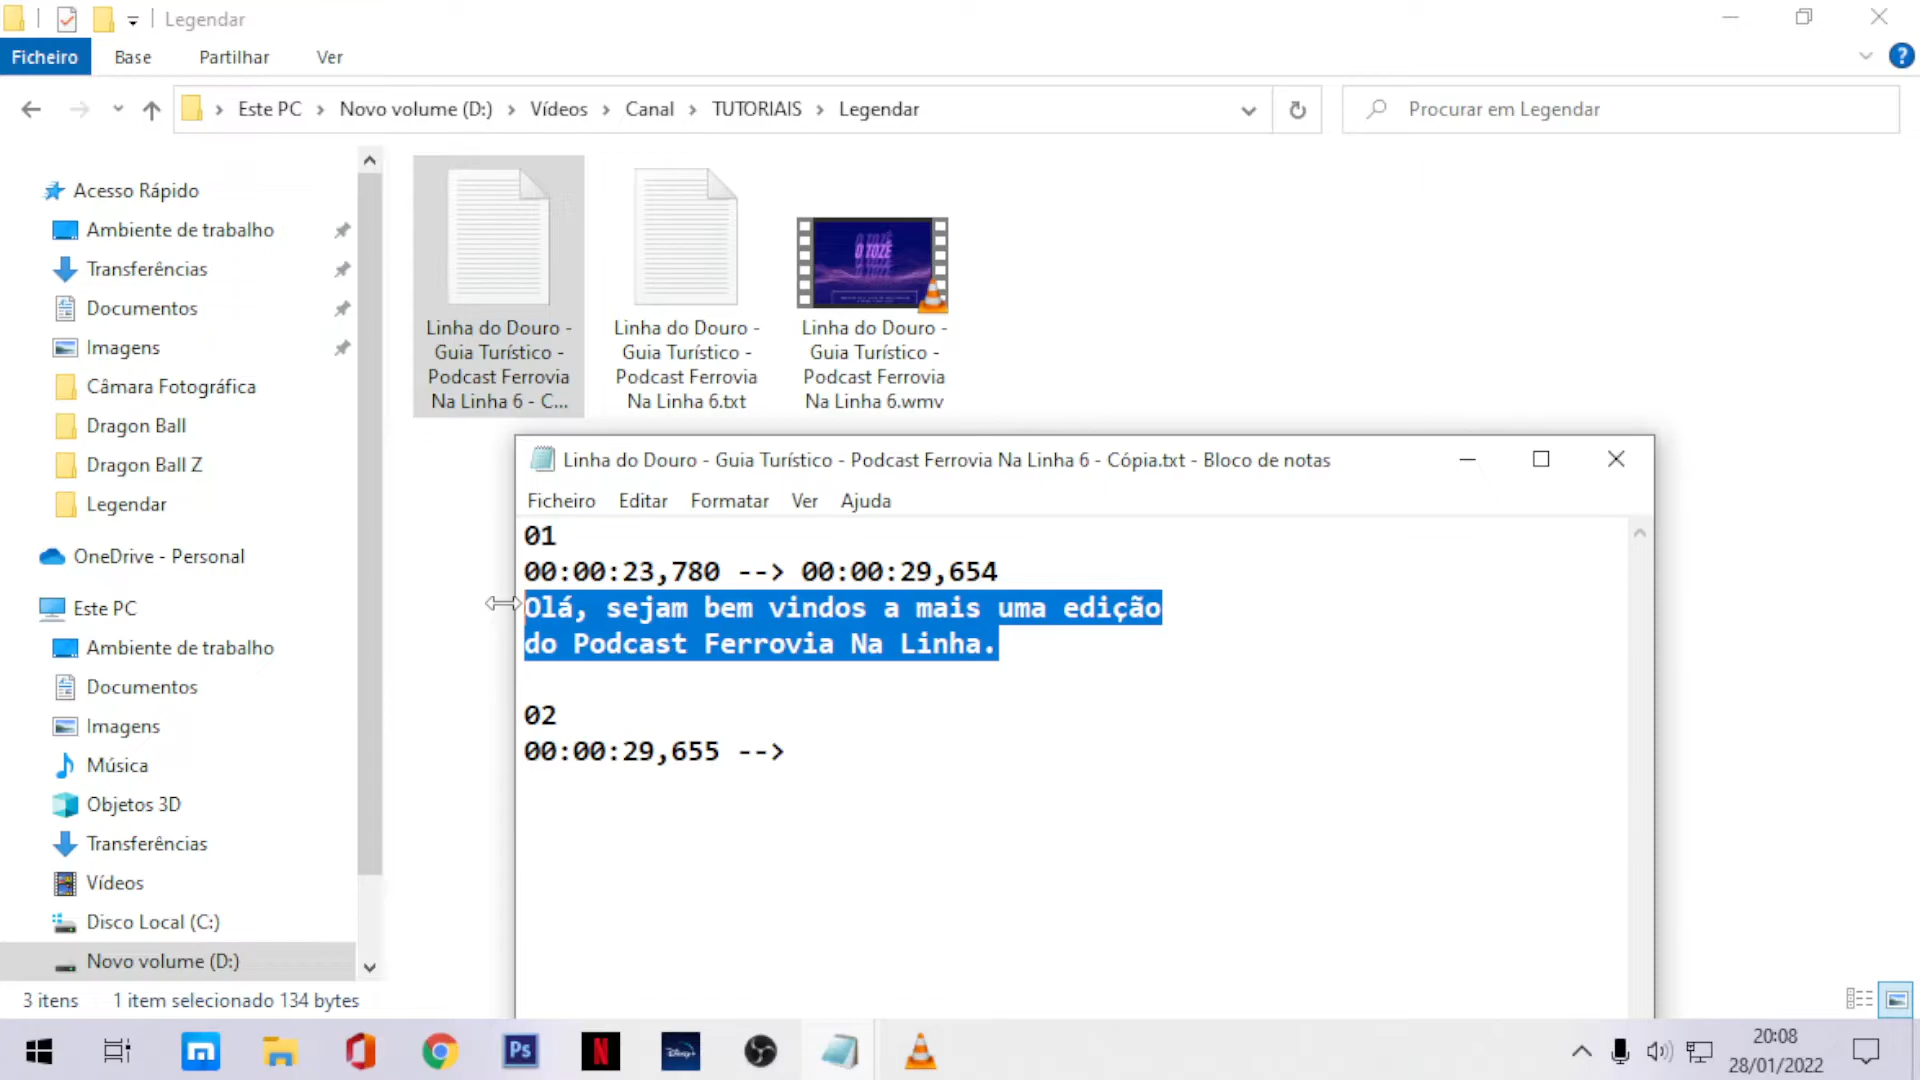 Legendar
Ficheiro Base Partilhar Ver
Este PC Novo volume (D:) Vídeos Canal TUTORIAIS Legendar
Procurar em Legendar
Acesso Rápido
Ambiente de trabalho
Transferências
Documentos
Imagens
Câmara Fotográfica
Dragon Ball
Dragon Ball Z
Legendar
OneDrive - Personal
Este PC
Ambiente de trabalho
Documentos
Imagens
Música
Objetos 3D
Transferências
Vídeos
Disco Local (C:)
Novo volume (D:)
Linha do Douro -
Guia Turístico -
Podcast Ferrovia
Na Linha 6 - C...
Linha do Douro -
Guia Turístico -
Podcast Ferrovia
Na Linha 6.txt
O TOZÉ
Linha do Douro -
Guia Turístico -
Podcast Ferrovia
Na Linha 6.wmv
Linha do Douro - Guia Turístico - Podcast Ferrovia Na Linha 6 - Cópia.txt - Bloco de notas
Ficheiro Editar Formatar Ver Ajuda
01
00:00:23,780 --> 00:00:29,654
Olá, sejam bem vindos a mais uma edição
do Podcast Ferrovia Na Linha.
02
00:00:29,655 -->
3 itens 1 item selecionado 134 bytes
Ps
N
Disney+
20:08
28/01/2022